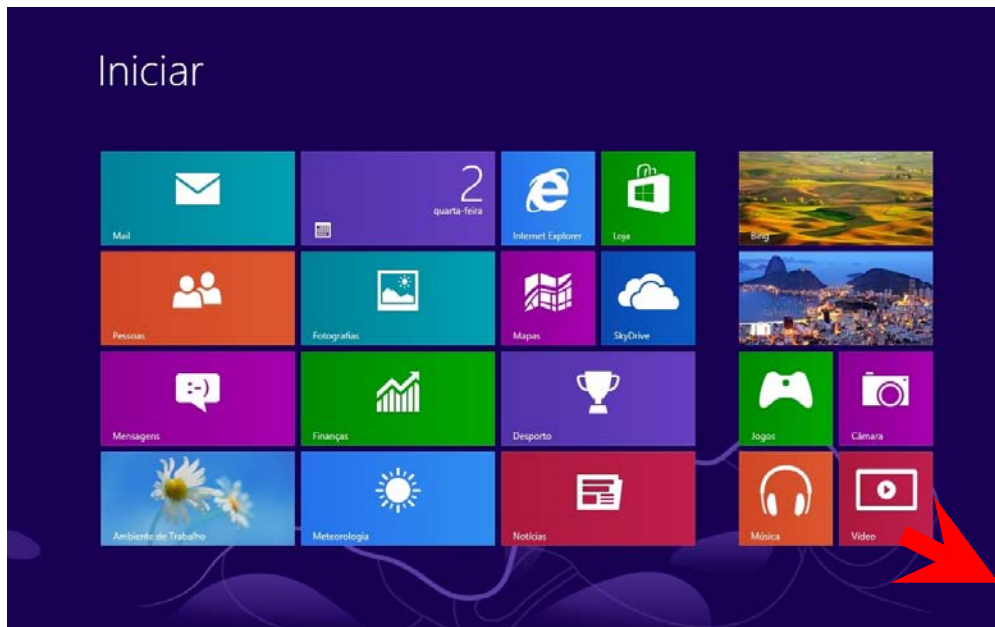 Iniciar
2
quarta-feira
Mail
Internet Explorer
Loja
Bing
Pessoas
Fotografias
Mapas
SkyDrive
Mensagens
Finanças
Desporto
Jogos
Câmara
Ambiente de Trabalho
Meteorologia
Notícias
Música
Vídeo